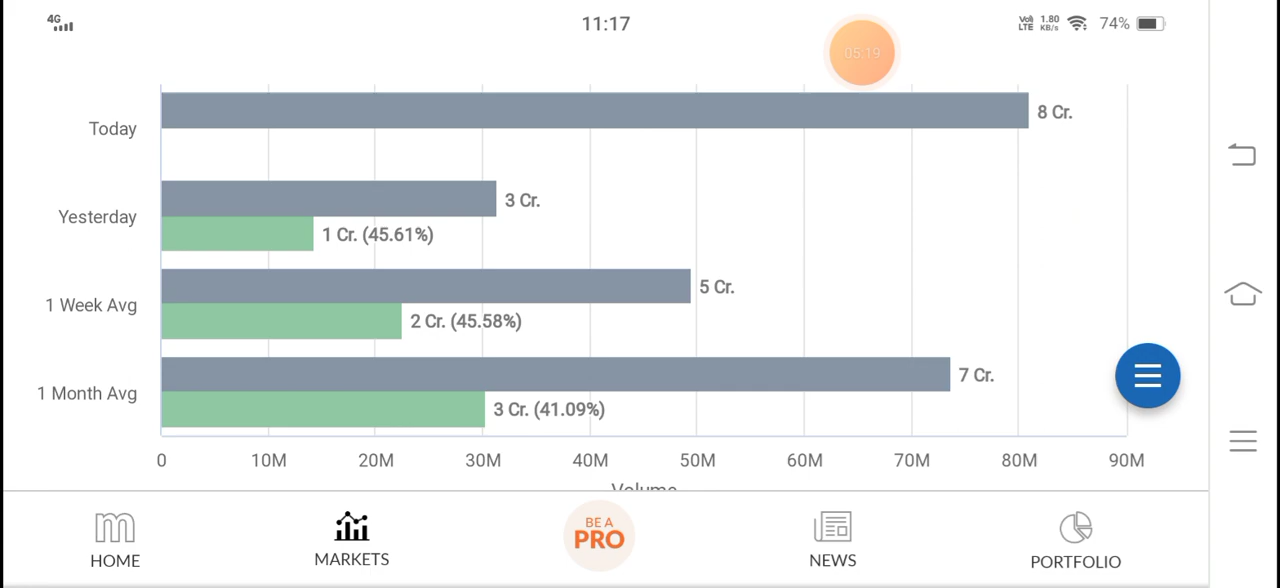 4G
11:17
05:19
Voll LTE
1.80 KB/s
74%
Today
8 Cr.
Yesterday
3 Cr.
1 Cr. (45.61%)
1 Week Avg
5 Cr.
2 Cr. (45.58%)
1 Month Avg
7 Cr.
3 Cr. (41.09%)
0 10M 20M 30M 40M 50M 60M 70M 80M 90M
Volume
HOME
MARKETS
BE A
PRO
NEWS
PORTFOLIO